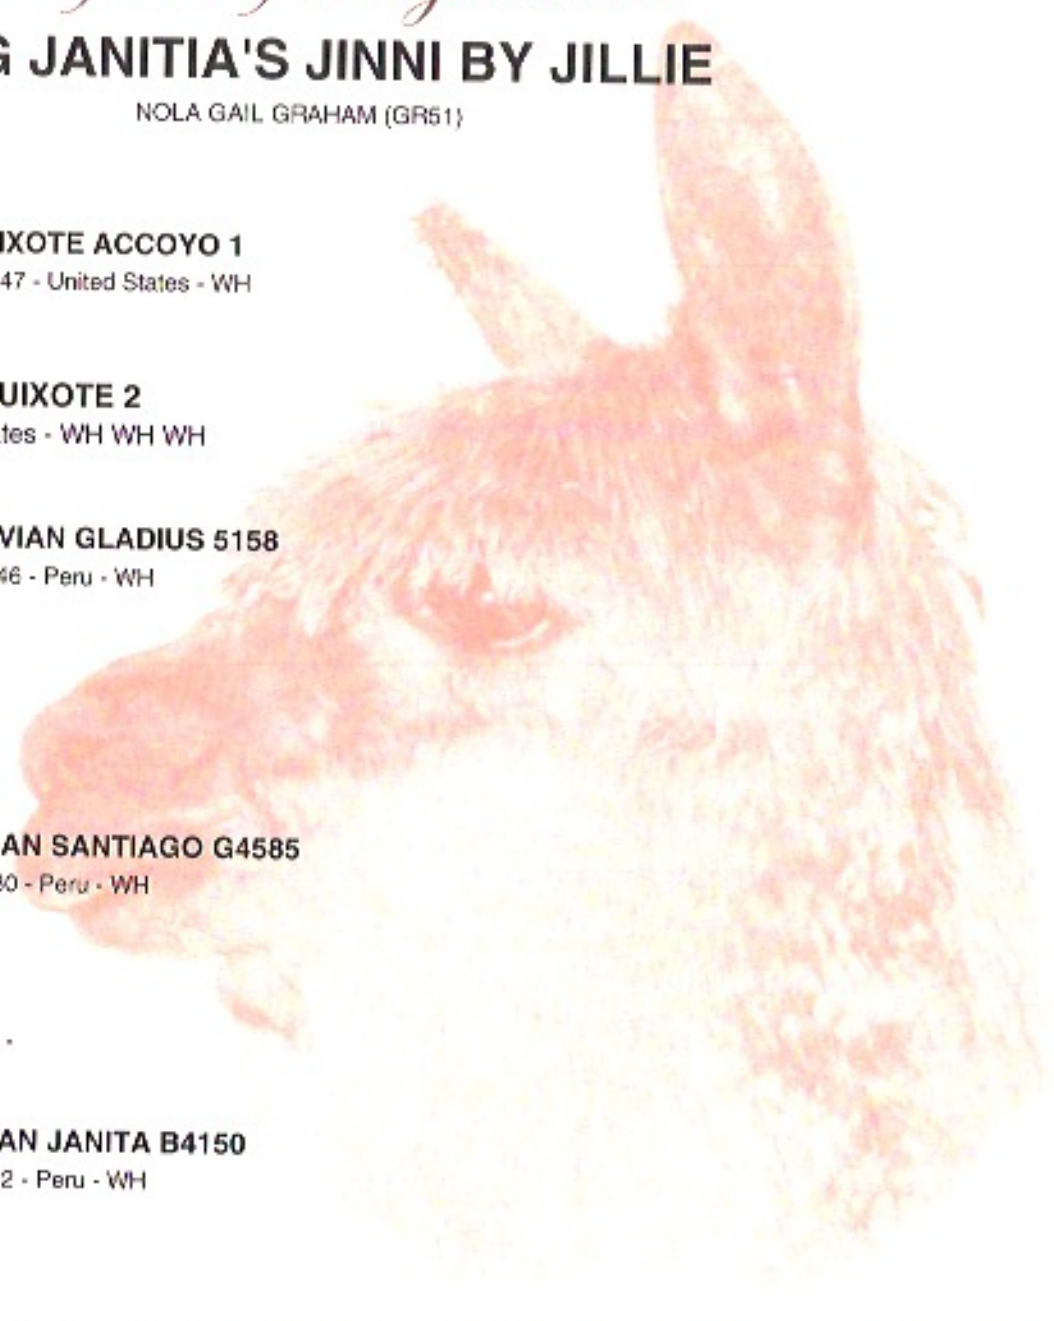 G JANITIA'S JINNI BY JILLIE
NOLA GAIL GRAHAM (GR51)
IXOTE ACCOYO 1
47 - United States - WH
UIXOTE 2
tes - WH WH WH
VIAN GLADIUS 5158
46 - Peru - WH
AN SANTIAGO G4585
30 - Peru - WH
AN JANITA B4150
2 - Peru - WH